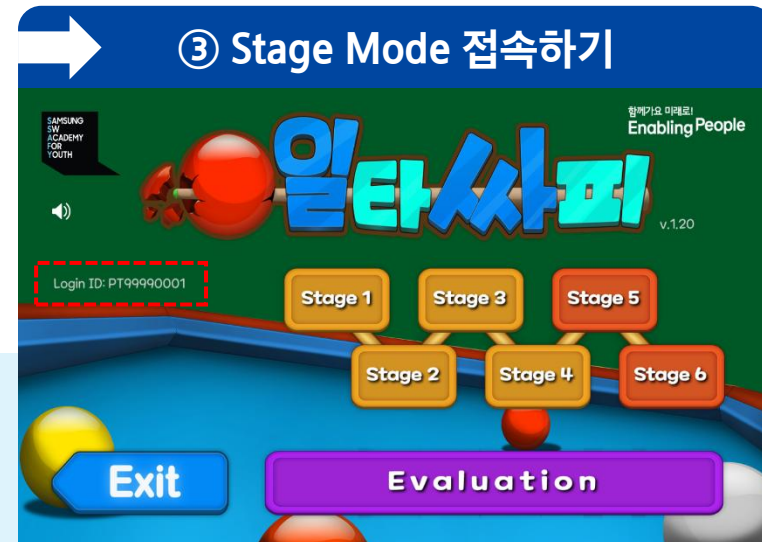 ③ Stage Mode 접속하기
SAMSUNG
SW
ACADEMY
FOR
YOUTH
함께가요 미래로!
Enabling People
일타싸피
v.1.20
Login ID: PT99990001
Stage 1
Stage 3
Stage 5
Stage 2
Stage 4
Stage 6
Exit
Evaluation